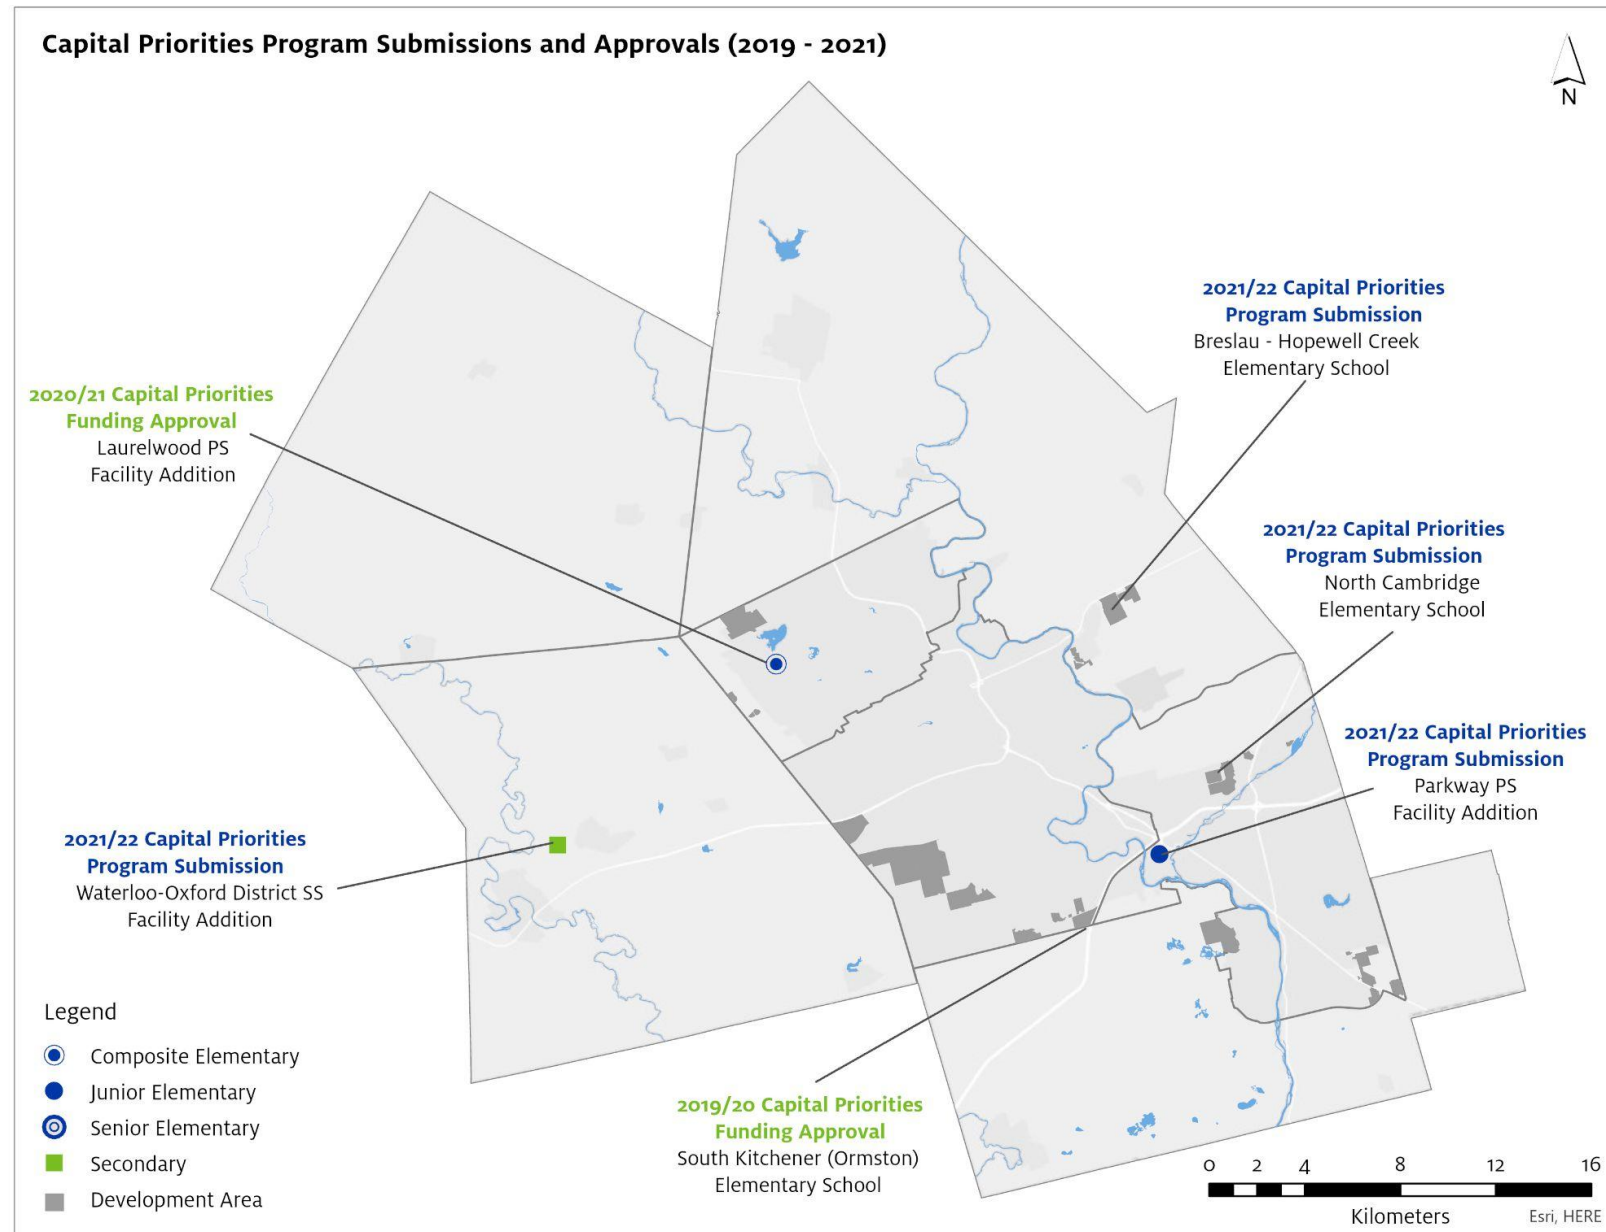 Capital Priorities Program Submissions and Approvals (2019 - 2021)
N
2021/22 Capital Priorities
Program Submission
Breslau - Hopewell Creek
Elementary School
2020/21 Capital Priorities
Funding Approval
Laurelwood PS
Facility Addition
2021/22 Capital Priorities
Program Submission
North Cambridge
Elementary School
2021/22 Capital Priorities
Program Submission
Parkway PS
Facility Addition
2021/22 Capital Priorities
Program Submission
Waterloo-Oxford District SS
Facility Addition
2019/20 Capital Priorities
Funding Approval
South Kitchener (Ormston)
Elementary School
Legend
Composite Elementary
Junior Elementary
Senior Elementary
Secondary
Development Area
0 2 4 8 12 16
Kilometers
Esri, HERE